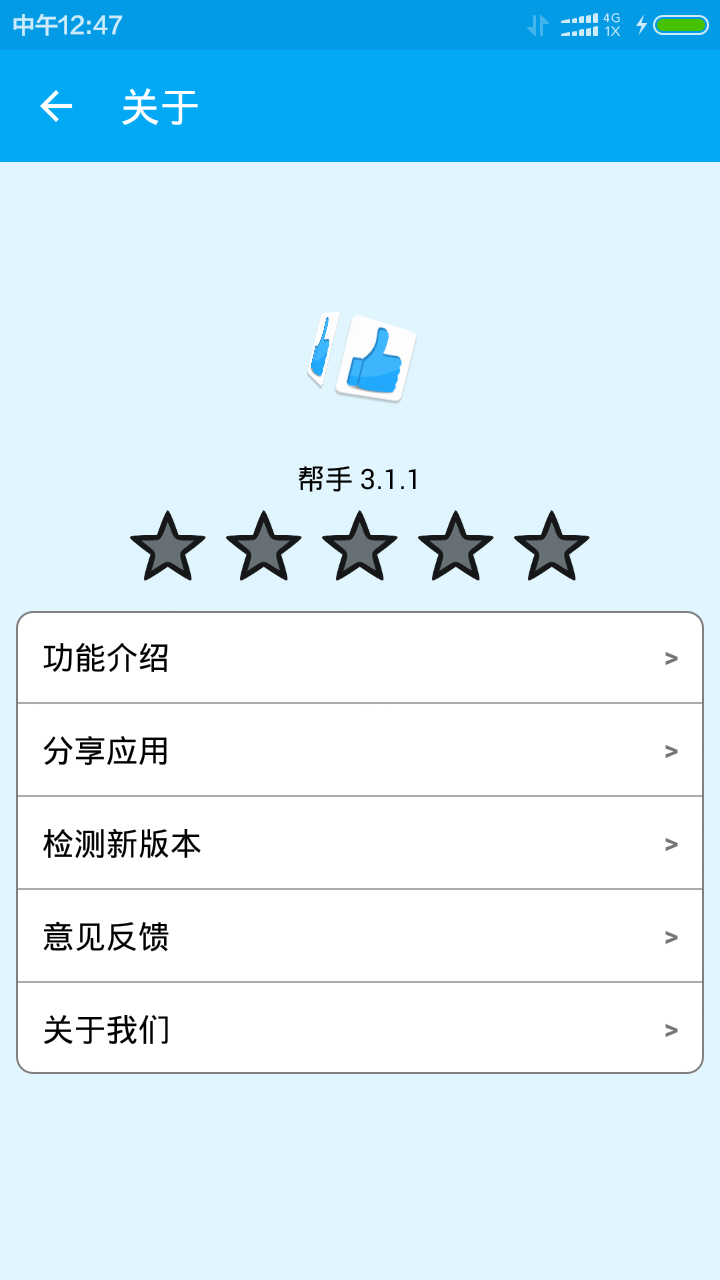 中午12:47
4G
1X
关于
帮手 3.1.1
功能介绍 >
分享应用 >
检测新版本 >
意见反馈 >
关于我们 >